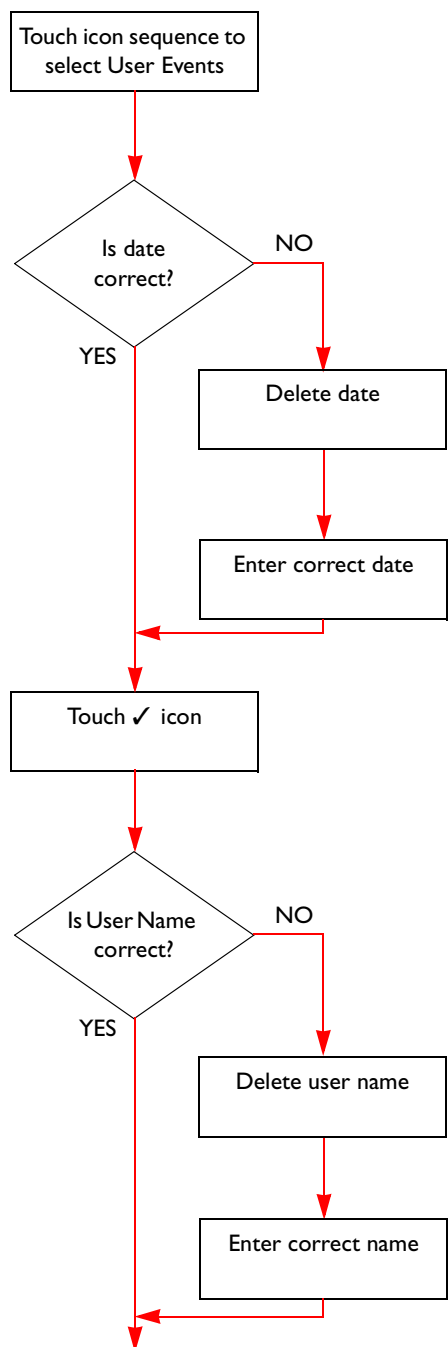 Touch icon sequence to
select User Events
Is date
correct?
NO
YES
Delete date
Enter correct date
Touch ✓ icon
Is User Name
correct?
NO
YES
Delete user name
Enter correct name